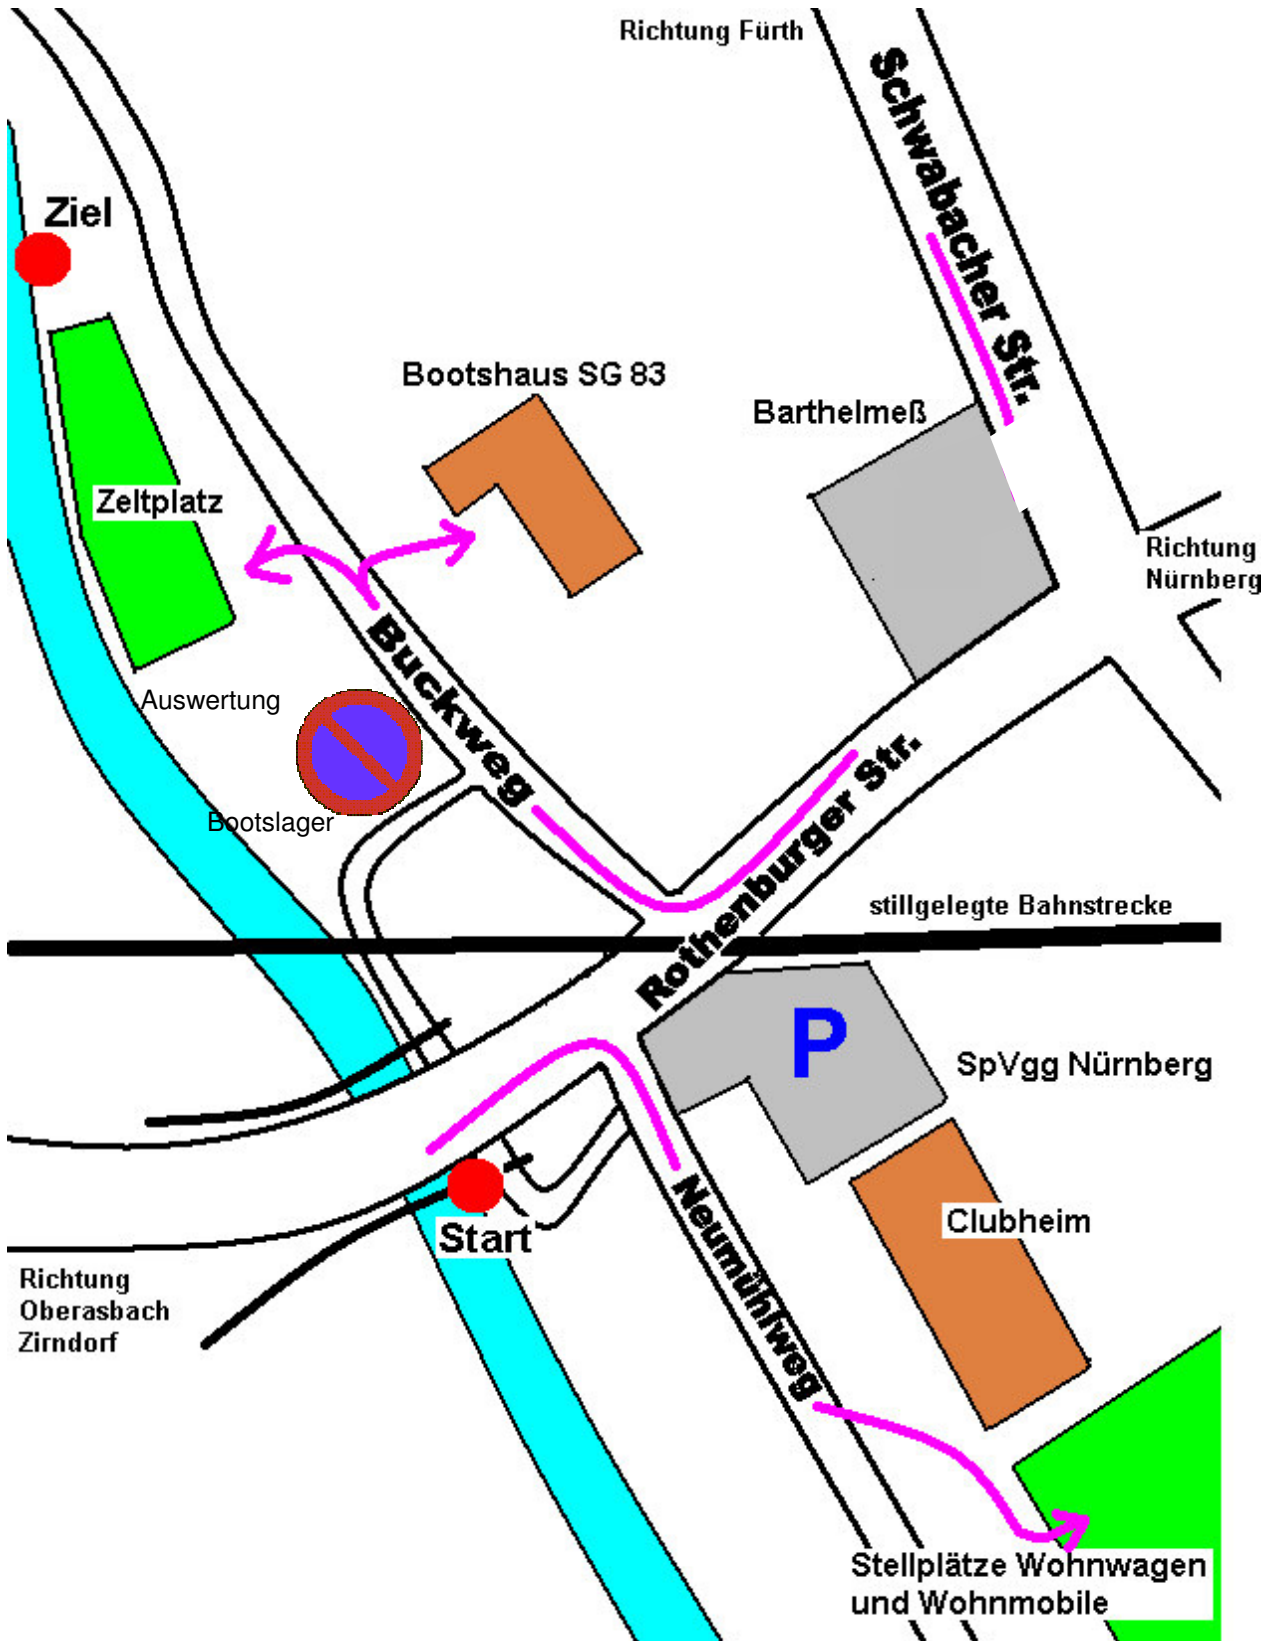 Richtung Fürth
Schwabacher Str.
Ziel
Bootshaus SG 83
Barthelmeß
Zeltplatz
Richtung
Nürnberg
Buckweg
Auswertung
Bootslager
Rothenburger Str.
stillgelegte Bahnstrecke
P
SpVgg Nürnberg
Neumühlweg
Clubheim
Start
Richtung
Oberasbach
Zirndorf
Stellplätze Wohnwagen
und Wohnmobile